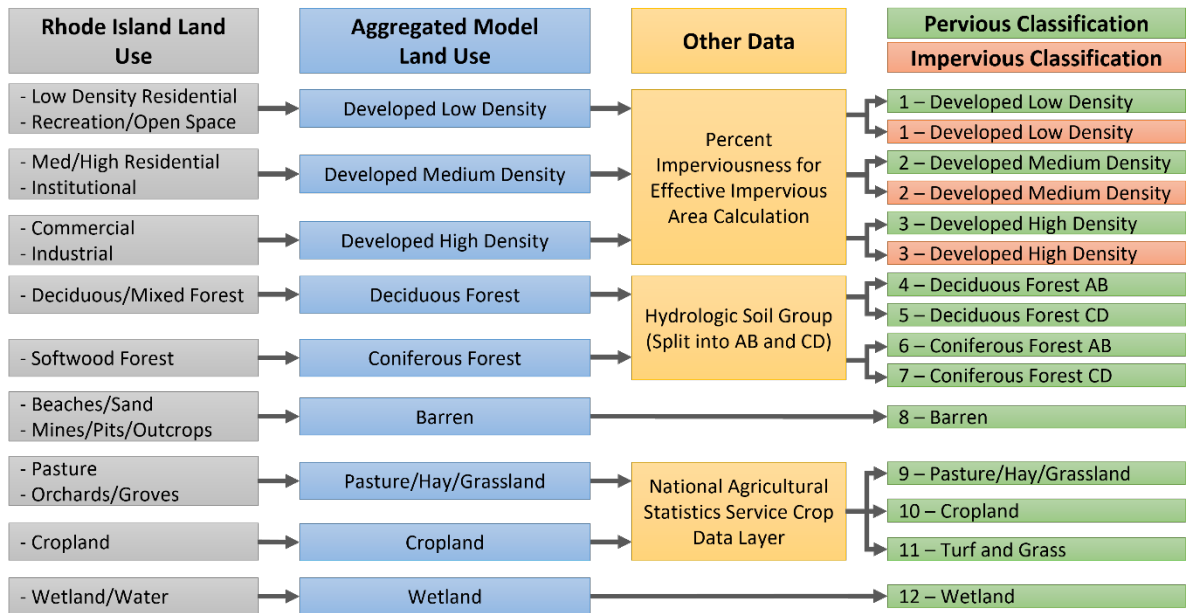 Rhode Island Land
Use
Aggregated Model
Land Use
Other Data
Pervious Classification
Impervious Classification
- Low Density Residential
- Recreation/Open Space
Developed Low Density
- Med/High Residential
- Institutional
Developed Medium Density
- Commercial
- Industrial
Developed High Density
Percent
Imperviousness for
Effective Impervious
Area Calculation
1 – Developed Low Density
1 – Developed Low Density
2 – Developed Medium Density
2 – Developed Medium Density
3 – Developed High Density
3 – Developed High Density
- Deciduous/Mixed Forest
Deciduous Forest
- Softwood Forest
Coniferous Forest
Hydrologic Soil Group
(Split into AB and CD)
4 – Deciduous Forest AB
5 – Deciduous Forest CD
6 – Coniferous Forest AB
7 – Coniferous Forest CD
- Beaches/Sand
- Mines/Pits/Outcrops
Barren
8 – Barren
- Pasture
- Orchards/Groves
Pasture/Hay/Grassland
- Cropland
Cropland
National Agricultural
Statistics Service Crop
Data Layer
9 – Pasture/Hay/Grassland
10 – Cropland
11 – Turf and Grass
- Wetland/Water
Wetland
12 – Wetland